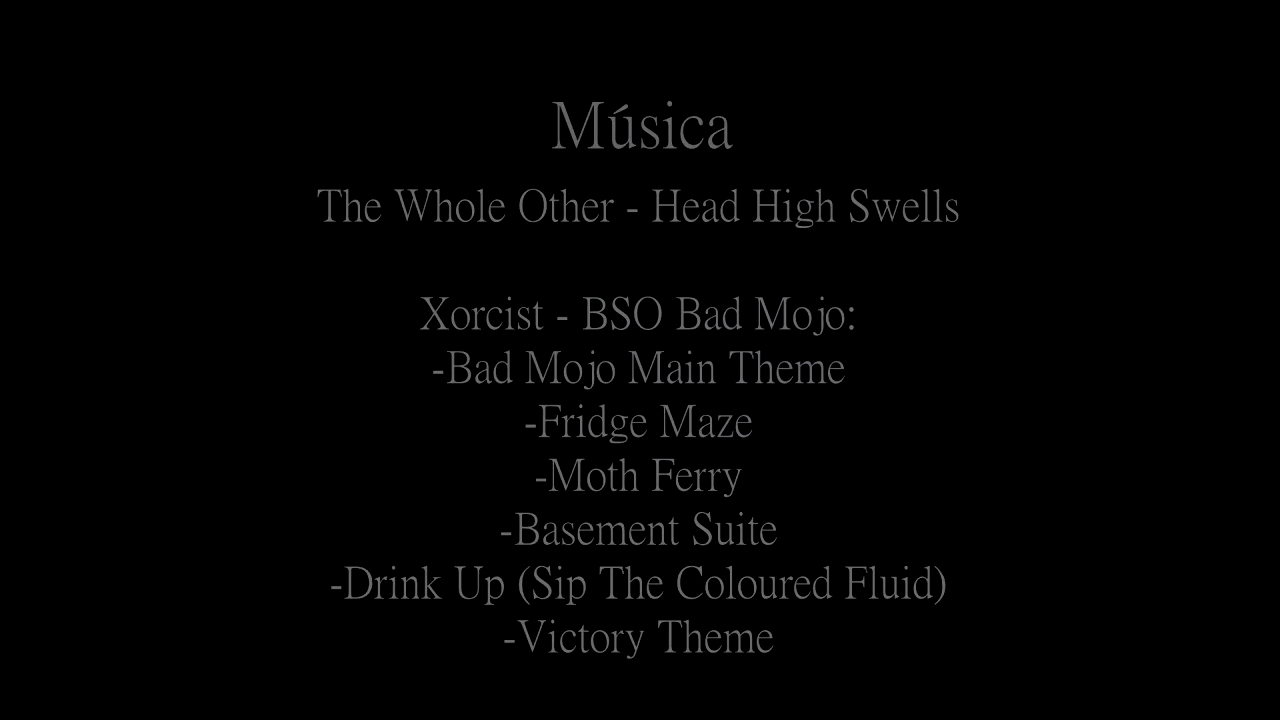 Música
The Whole Other - Head High Swells
Xorcist - BSO Bad Mojo:
-Bad Mojo Main Theme
-Fridge Maze
-Moth Ferry
-Basement Suite
-Drink Up (Sip The Coloured Fluid)
-Victory Theme